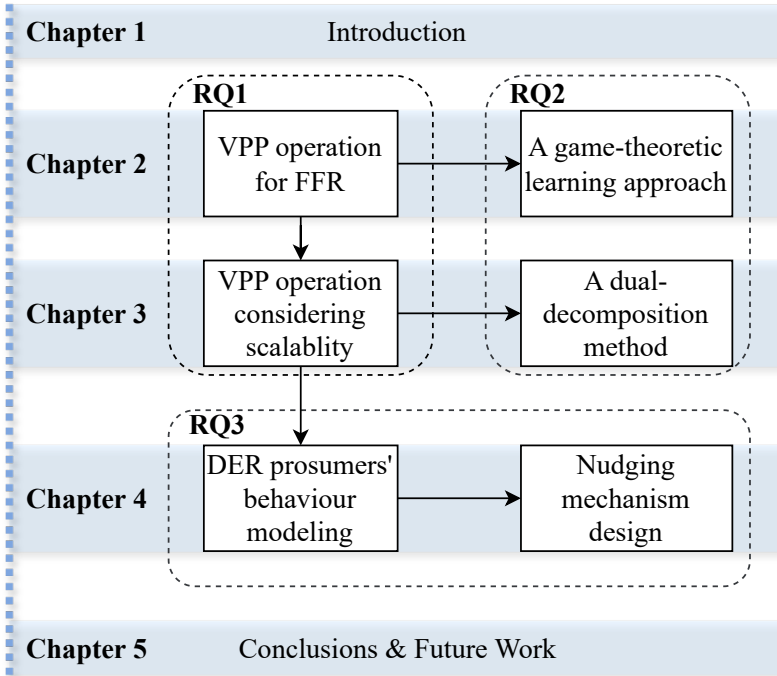 Chapter 1
Introduction
RQ1
RQ2
Chapter 2
VPP operation
for FFR
A game-theoretic
learning approach
Chapter 3
VPP operation
considering
scalablity
A dual-
decomposition
method
RQ3
Chapter 4
DER prosumers'
behaviour
modeling
Nudging
mechanism
design
Chapter 5
Conclusions & Future Work